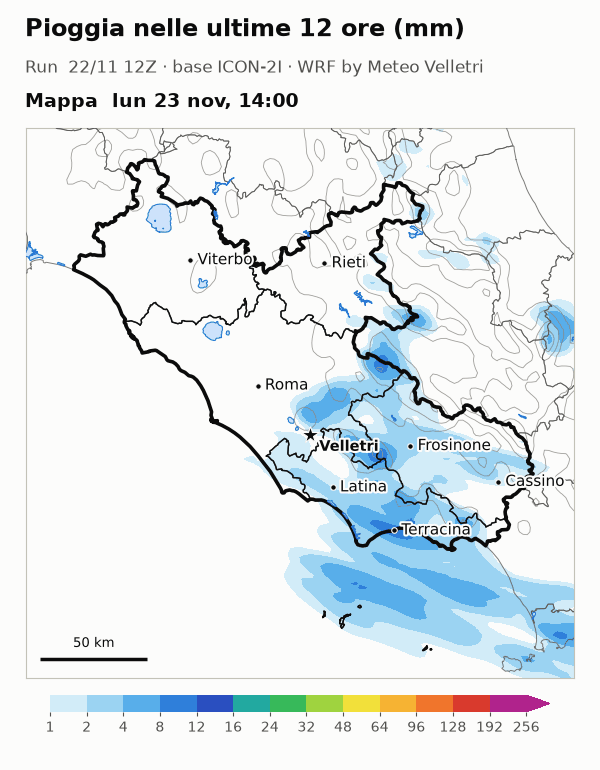 Pioggia nelle ultime 12 ore (mm)
Run 22/11 12Z · base ICON-2I · WRF by Meteo Velletri
Mappa lun 23 nov, 14:00
Viterbo
Rieti
Roma
Velletri
Frosinone
Cassino
Latina
Terracina
50 km
1 2 4 8 12 16 24 32 48 64 96 128 192 256